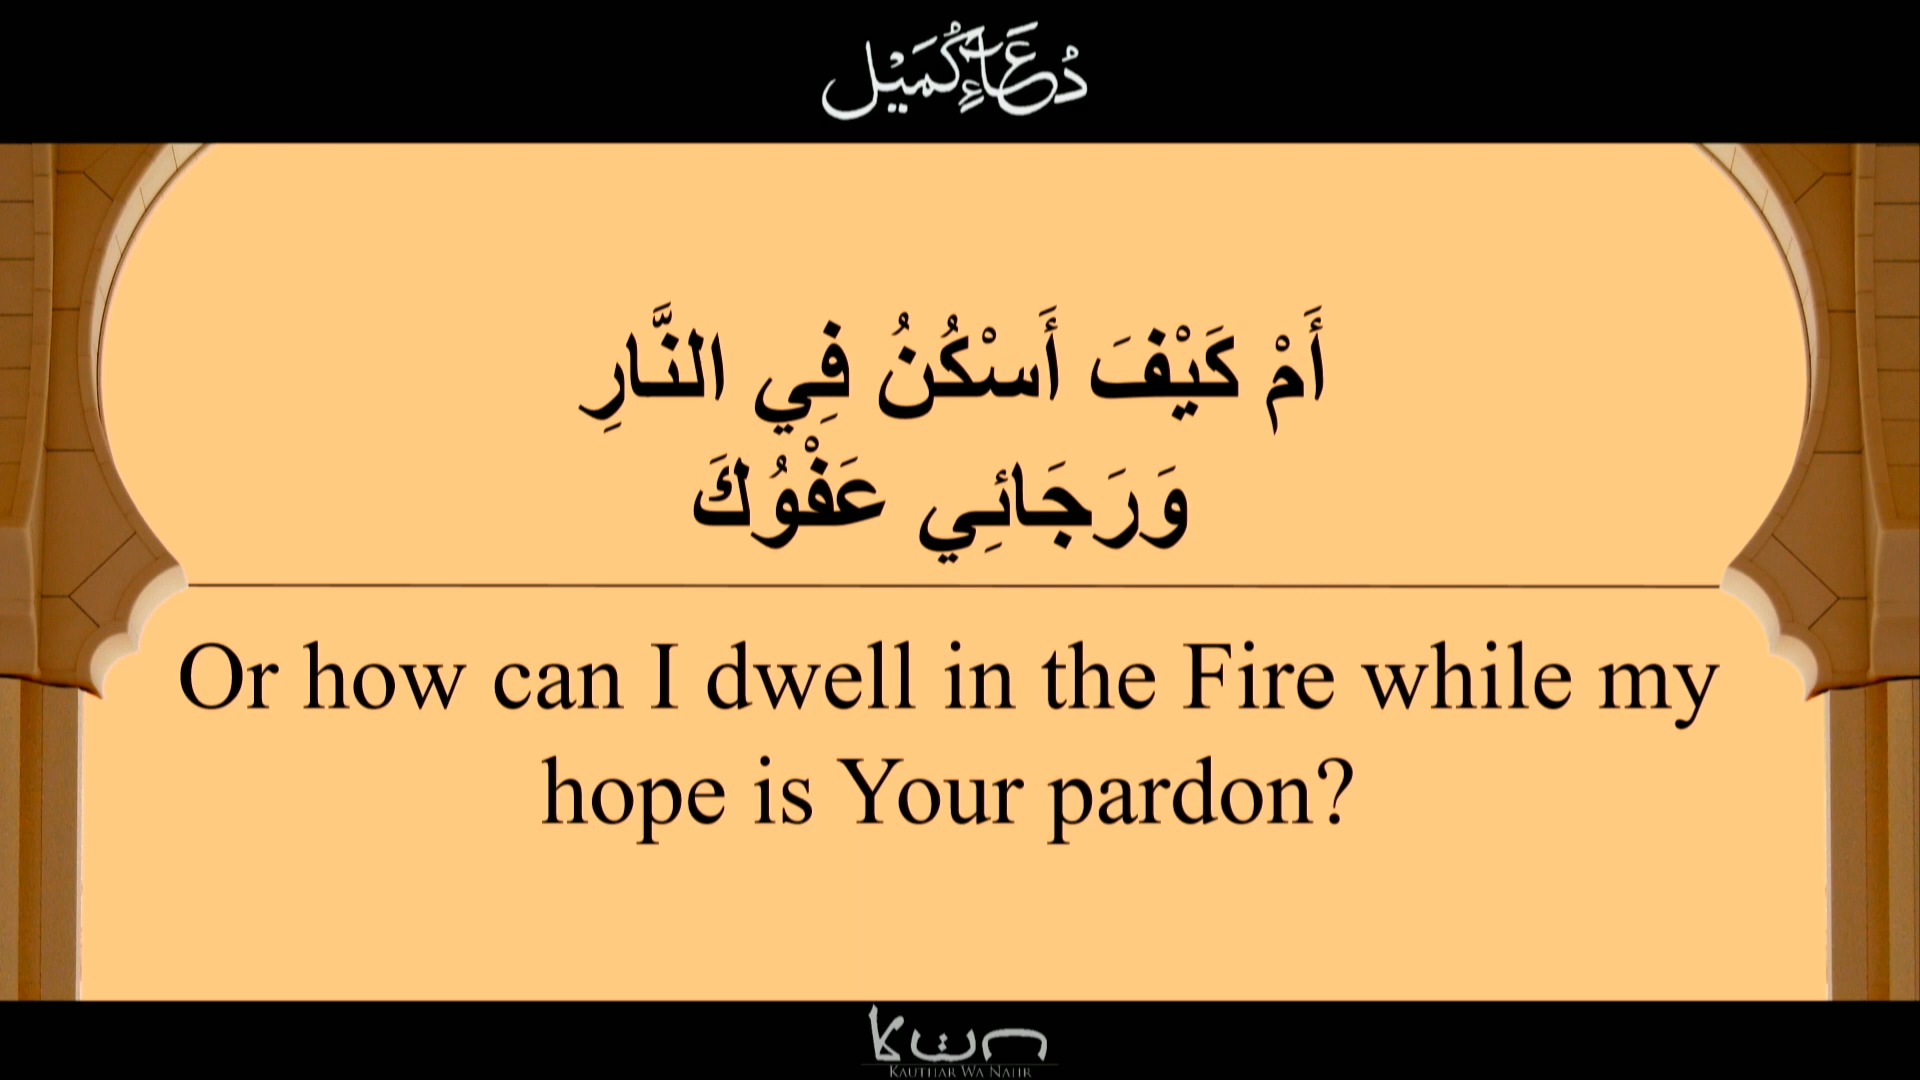 دُعَاءِ كُمَيْل
أَمْ كَيْفَ أَسْكُنُ فِي النَّارِ
وَرَجَائِي عَفْوُكَ
Or how can I dwell in the Fire while my
hope is Your pardon?
KWN
KAUTHAR WA NAHR